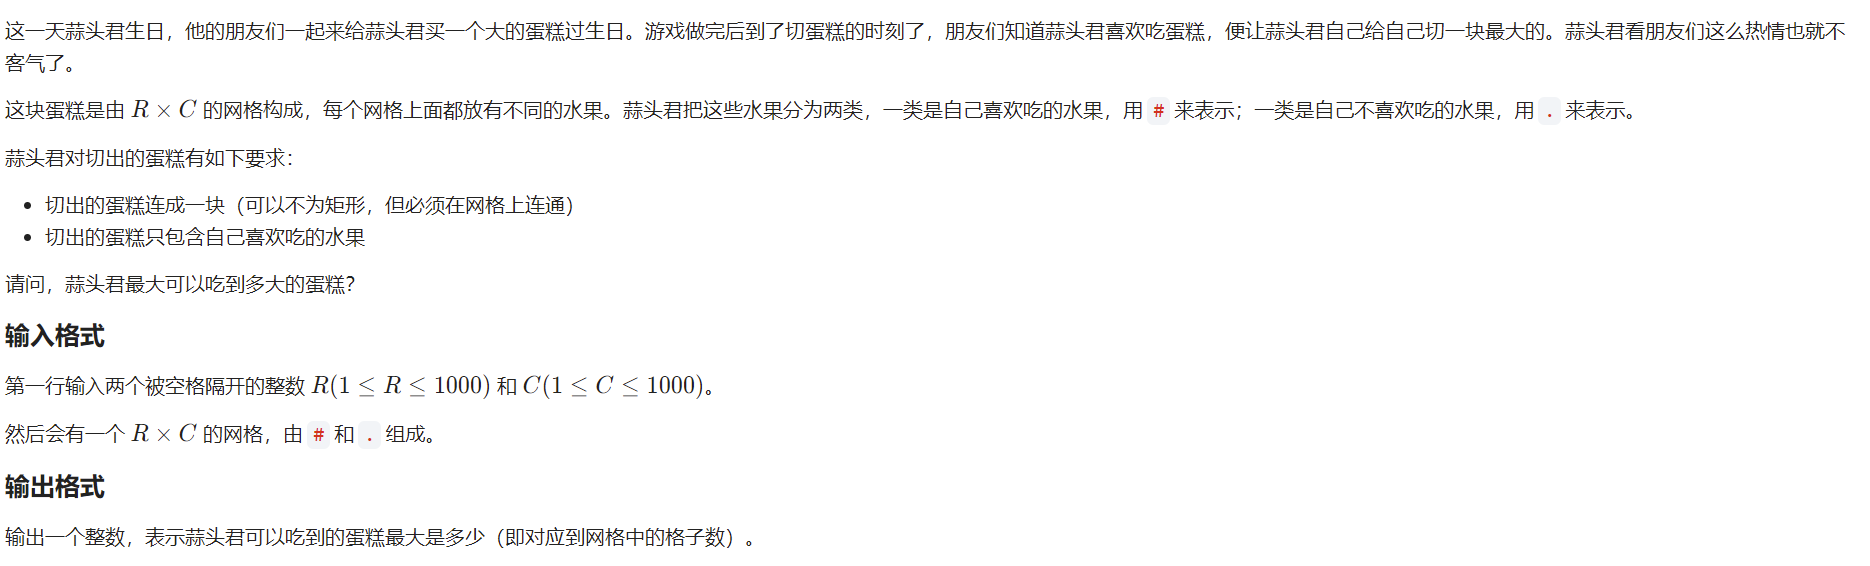 这一天蒜头君生日，他的朋友们一起来给蒜头君买一个大的蛋糕过生日。游戏做完后到了切蛋糕的时刻了，朋友们知道蒜头君喜欢吃蛋糕，便让蒜头君自己给自己切一块最大的。蒜头君看朋友们这么热情也就不
客气了。
这块蛋糕是由 R × C 的网格构成，每个网格上面都放有不同的水果。蒜头君把这些水果分为两类，一类是自己喜欢吃的水果，用 # 来表示；一类是自己不喜欢吃的水果，用 . 来表示。
蒜头君对切出的蛋糕有如下要求：
• 切出的蛋糕连成一块（可以不为矩形，但必须在网格上连通）
• 切出的蛋糕只包含自己喜欢吃的水果
请问，蒜头君最大可以吃到多大的蛋糕？
输入格式
第一行输入两个被空格隔开的整数 R(1 ≤ R ≤ 1000) 和 C(1 ≤ C ≤ 1000)。
然后会有一个 R × C 的网格，由 # 和 . 组成。
输出格式
输出一个整数，表示蒜头君可以吃到的蛋糕最大是多少（即对应到网格中的格子数）。